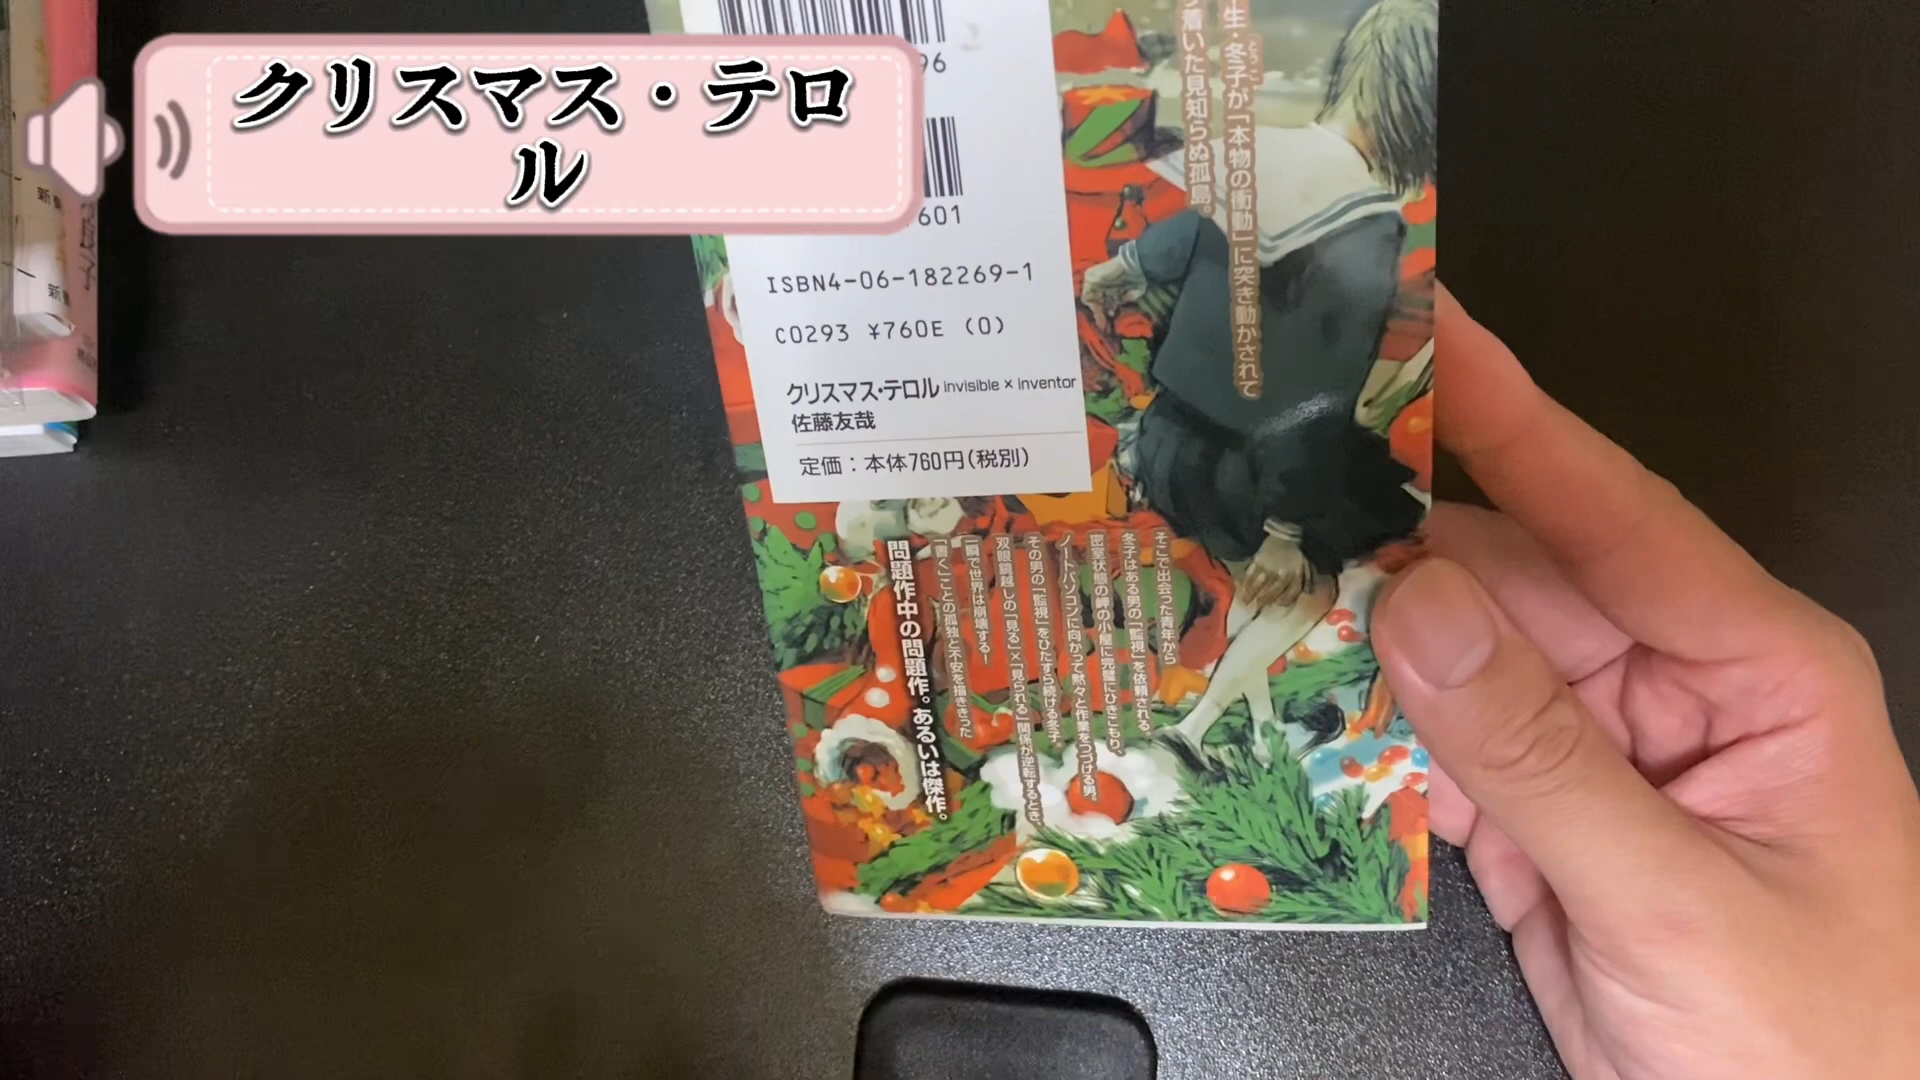 クリスマス・テロ
ル
96
601
ISBN4-06-182269-1
C0293 ¥760E (0)
クリスマス・テロル invisible × inventor
佐藤友哉
定価：本体760円(税別)
生・冬子が「本物の衝動」に突き動かされて
着いた見知らぬ孤島。
そこで出会った青年から
冬子はある男の「監視」を依頼される。
密室状態の岬の小屋に完璧にひきこもり、
ノートパソコンに向かって黙々と作業をつづける男。
その男の「監視」をひたすら続ける冬子。
双眼鏡越しの「見る」×「見られる」関係が逆転するとき、
一瞬で世界は崩壊する！
「書く」ことの孤独と不安を描ききった
問題作中の問題作。あるいは傑作。
新
新